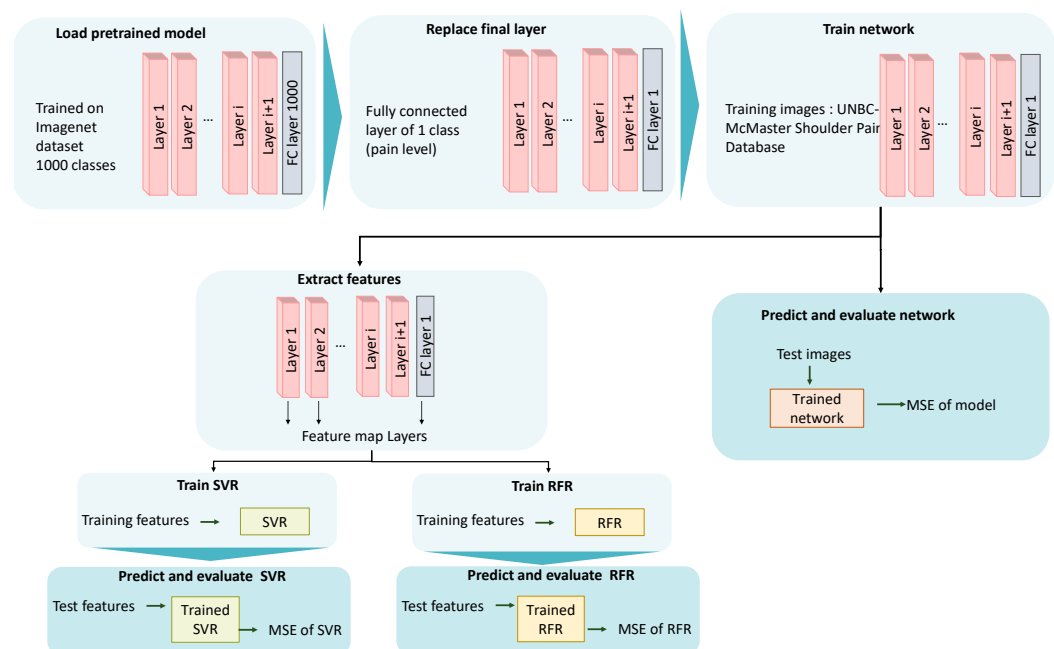 Load pretrained model
Trained on
Imagenet
dataset
1000 classes
Layer 1
Layer 2
...
Layer i
Layer i+1
FC layer 1000
Replace final layer
Fully connected
layer of 1 class
(pain level)
Layer 1
Layer 2
...
Layer i
Layer i+1
FC layer 1
Train network
Training images : UNBC-
McMaster Shoulder Pain
Database
Layer 1
Layer 2
...
Layer i
Layer i+1
FC layer 1
Extract features
Layer 1
Layer 2
...
Layer i
Layer i+1
FC layer 1
Feature map Layers
Predict and evaluate network
Test images
Trained
network
MSE of model
Train SVR
Training features
SVR
Train RFR
Training features
RFR
Predict and evaluate SVR
Test features
Trained
SVR
MSE of SVR
Predict and evaluate RFR
Test features
Trained
RFR
MSE of RFR